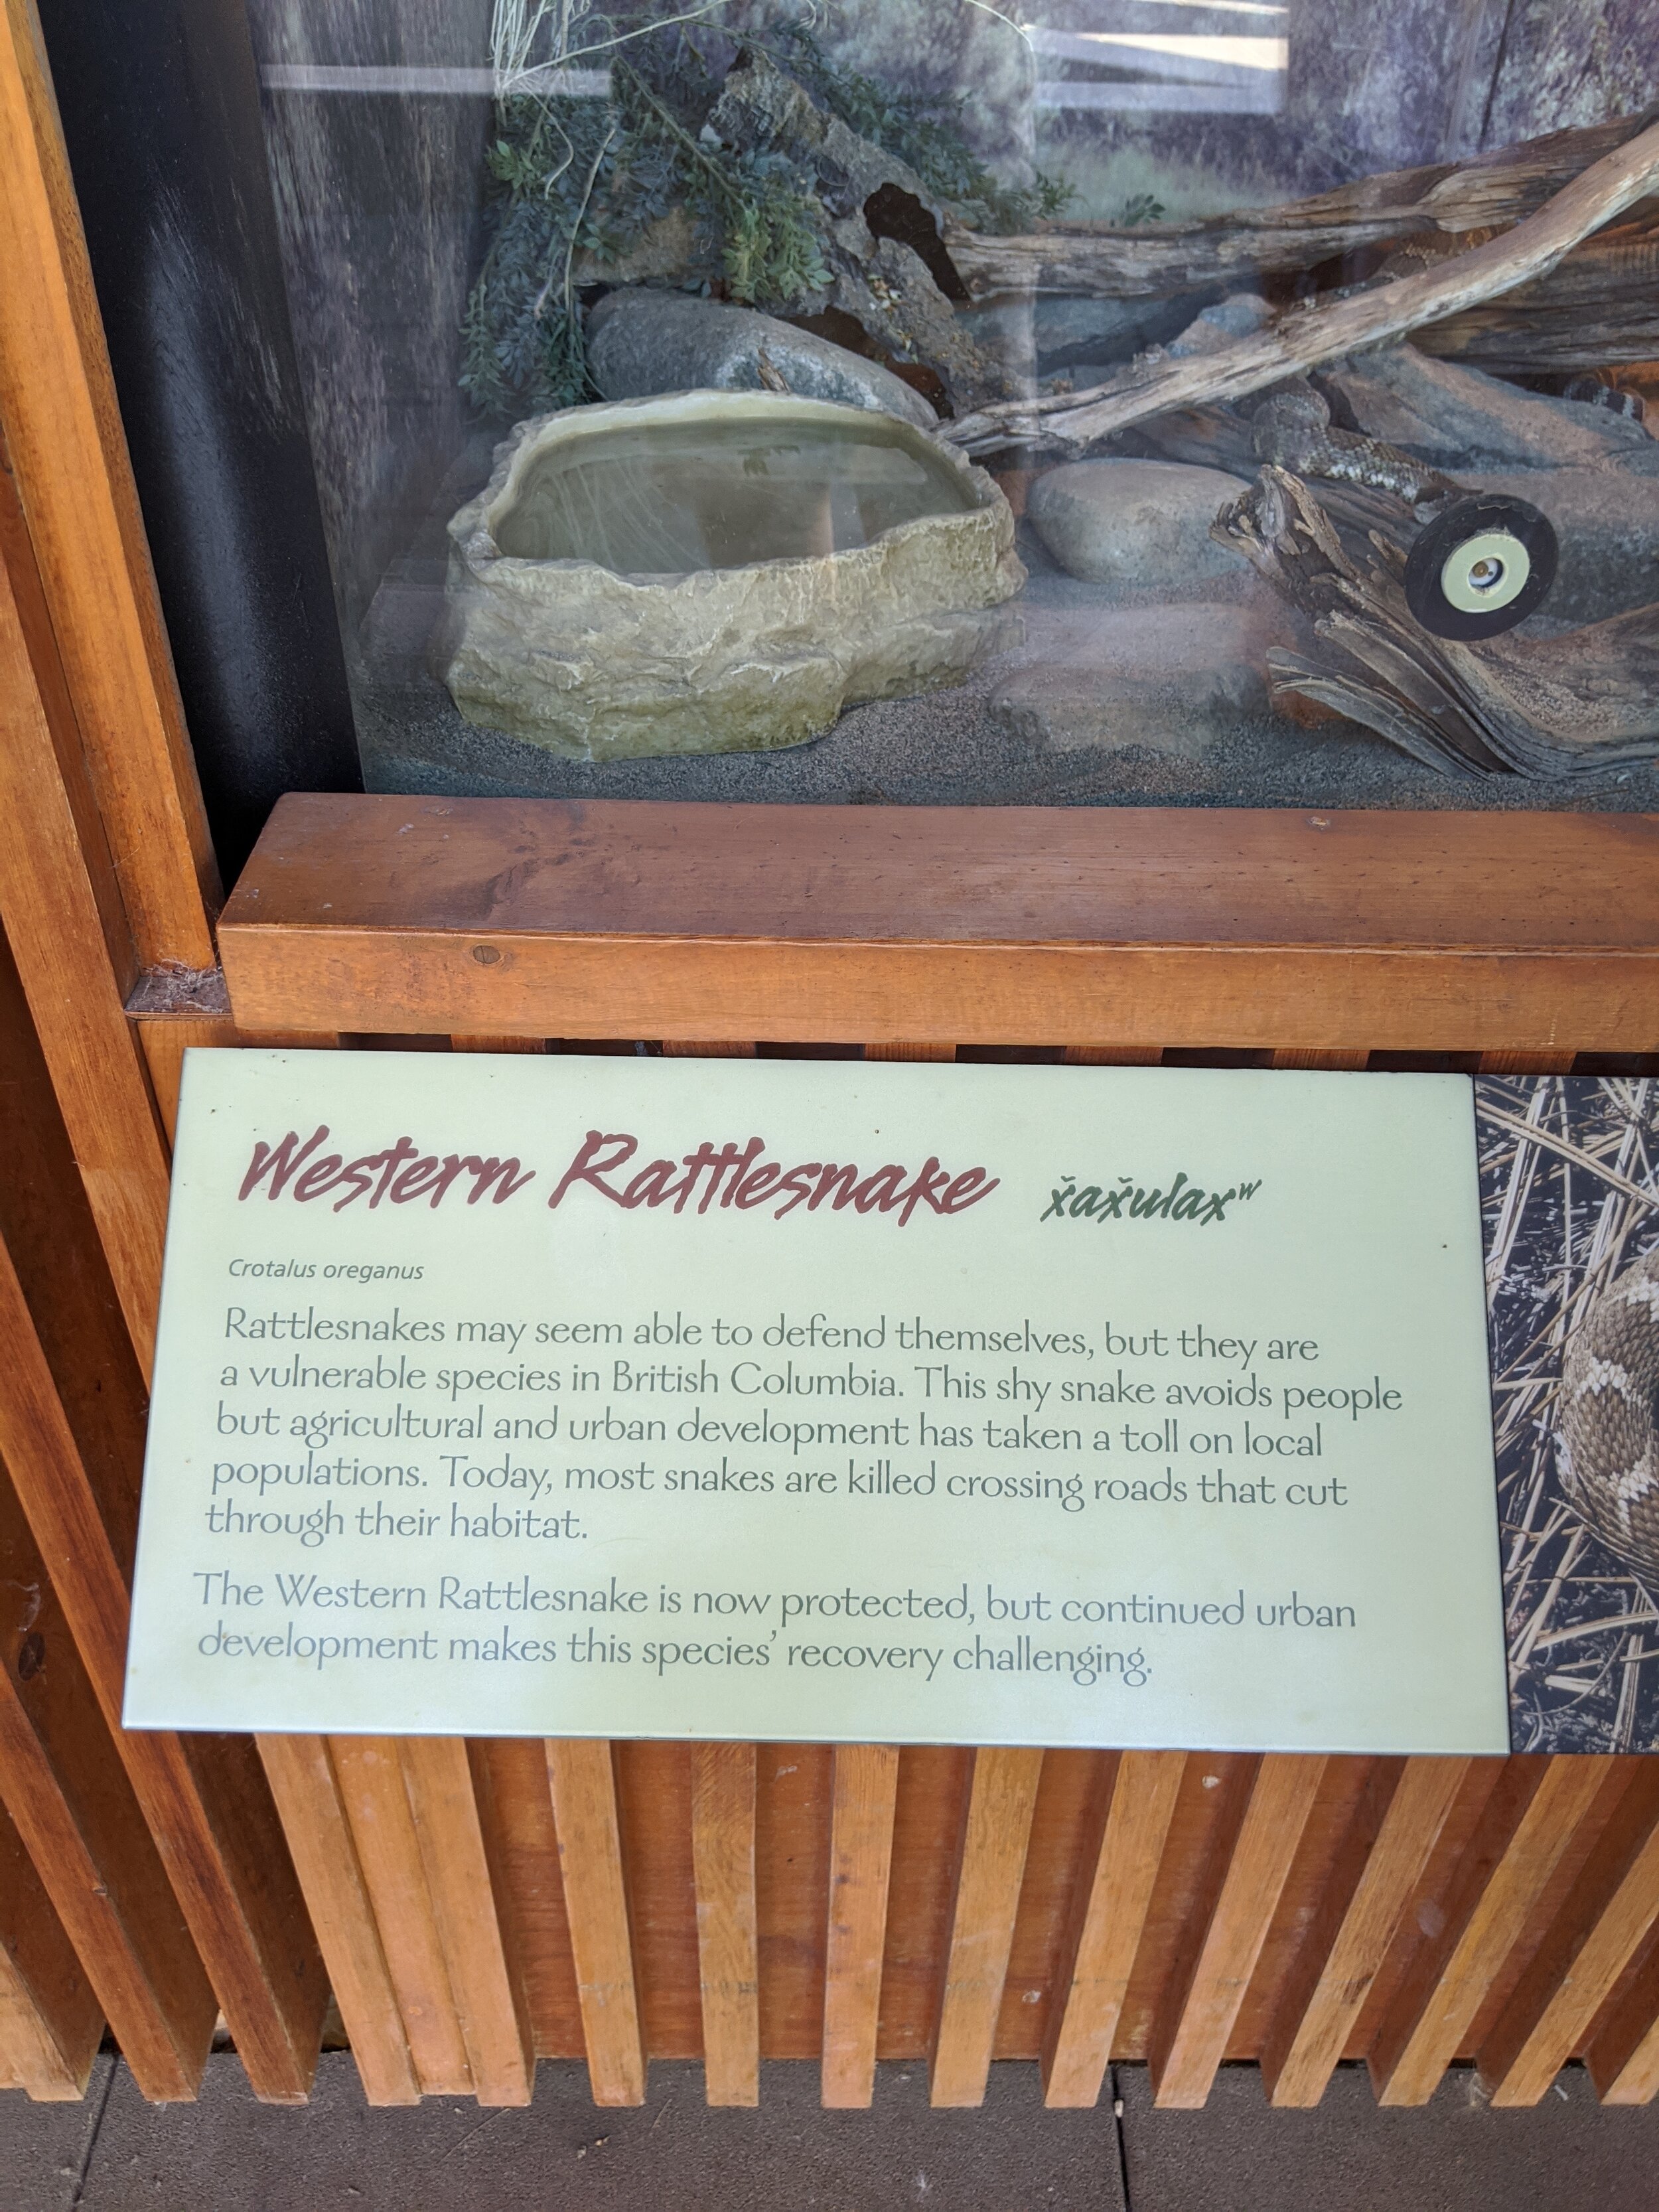 Western Rattlesnake x̌ax̌ulaxʷ
Crotalus oreganus
Rattlesnakes may seem able to defend themselves, but they are
a vulnerable species in British Columbia. This shy snake avoids people
but agricultural and urban development has taken a toll on local
populations. Today, most snakes are killed crossing roads that cut
through their habitat.
The Western Rattlesnake is now protected, but continued urban
development makes this species' recovery challenging.